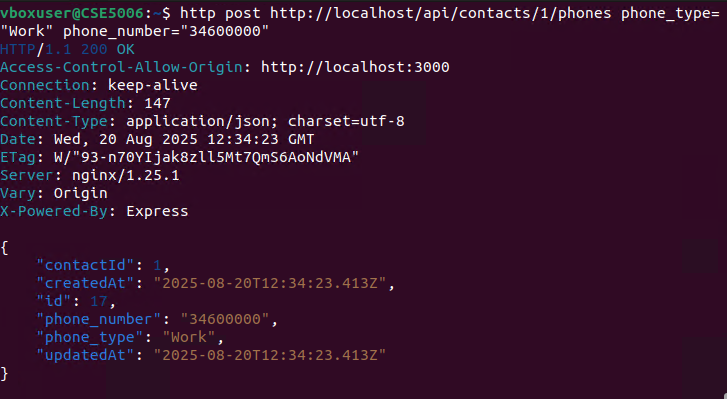 vboxuser@CSE5006:~$ http post http://localhost/api/contacts/1/phones phone_type=
"Work" phone_number="34600000"
HTTP/1.1 200 OK
Access-Control-Allow-Origin: http://localhost:3000
Connection: keep-alive
Content-Length: 147
Content-Type: application/json; charset=utf-8
Date: Wed, 20 Aug 2025 12:34:23 GMT
ETag: W/"93-n70YIjak8zll5Mt7QmS6AoNdVMA"
Server: nginx/1.25.1
Vary: Origin
X-Powered-By: Express
{
    "contactId": 1,
    "createdAt": "2025-08-20T12:34:23.413Z",
    "id": 17,
    "phone_number": "34600000",
    "phone_type": "Work",
    "updatedAt": "2025-08-20T12:34:23.413Z"
}